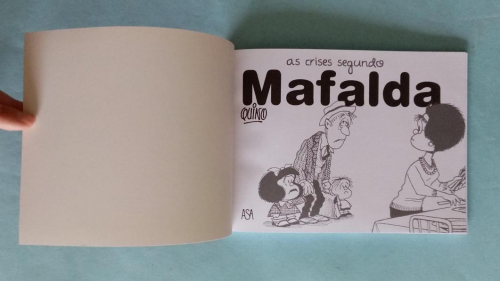 as crises segundo
Mafalda
QUINO
ASA